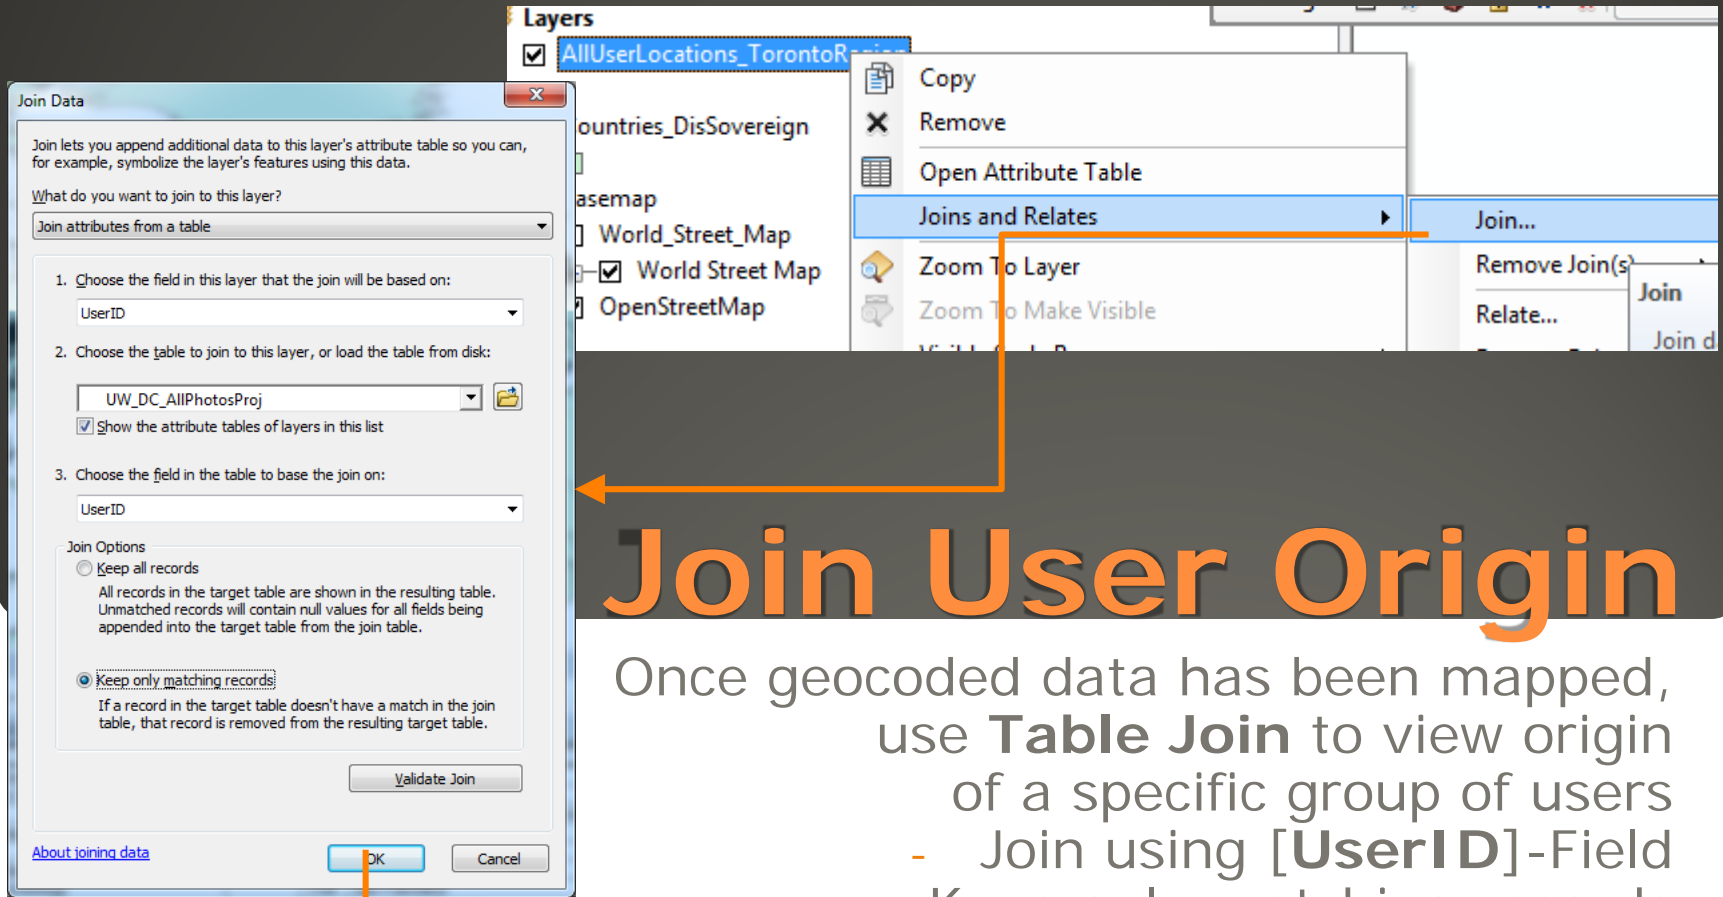 Layers
AllUserLocations_TorontoRegion
ountries_DisSovereign
asemap
World_Street_Map
World Street Map
OpenStreetMap
Copy
Remove
Open Attribute Table
Joins and Relates
Zoom To Layer
Zoom To Make Visible
Join...
Remove Join(s)
Relate...
Join
Join d
Join Data
Join lets you append additional data to this layer's attribute table so you can,
for example, symbolize the layer's features using this data.
What do you want to join to this layer?
Join attributes from a table
1. Choose the field in this layer that the join will be based on:
UserID
2. Choose the table to join to this layer, or load the table from disk:
UW_DC_AllPhotosProj
Show the attribute tables of layers in this list
3. Choose the field in the table to base the join on:
UserID
Join Options
Keep all records
All records in the target table are shown in the resulting table.
Unmatched records will contain null values for all fields being
appended into the target table from the join table.
Keep only matching records
If a record in the target table doesn't have a match in the join
table, that record is removed from the resulting target table.
Validate Join
About joining data
OK
Cancel
Join User Origin
Once geocoded data has been mapped,
use Table Join to view origin
of a specific group of users
- Join using [UserID]-Field